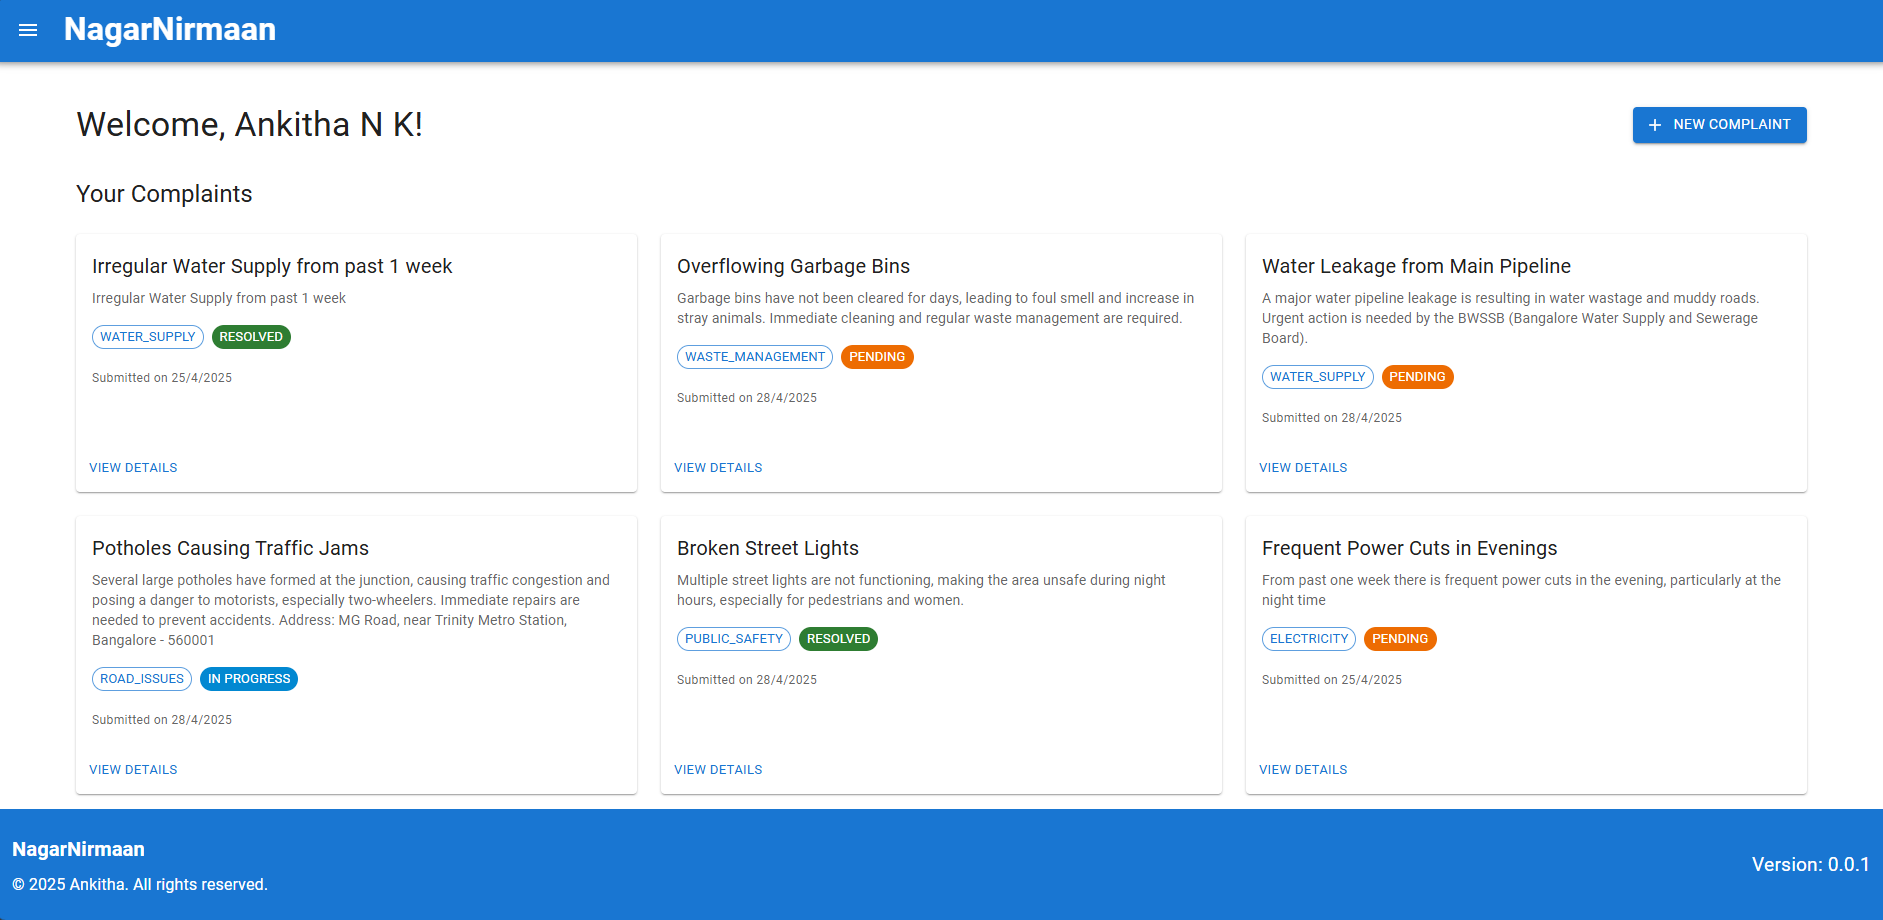 NagarNirmaan
Welcome, Ankitha N K!
NEW COMPLAINT
Your Complaints
Irregular Water Supply from past 1 week
Irregular Water Supply from past 1 week
WATER_SUPPLY RESOLVED
Submitted on 25/4/2025
VIEW DETAILS
Overflowing Garbage Bins
Garbage bins have not been cleared for days, leading to foul smell and increase in
stray animals. Immediate cleaning and regular waste management are required.
WASTE_MANAGEMENT PENDING
Submitted on 28/4/2025
VIEW DETAILS
Water Leakage from Main Pipeline
A major water pipeline leakage is resulting in water wastage and muddy roads.
Urgent action is needed by the BWSSB (Bangalore Water Supply and Sewerage
Board).
WATER_SUPPLY PENDING
Submitted on 28/4/2025
VIEW DETAILS
Potholes Causing Traffic Jams
Several large potholes have formed at the junction, causing traffic congestion and
posing a danger to motorists, especially two-wheelers. Immediate repairs are
needed to prevent accidents. Address: MG Road, near Trinity Metro Station,
Bangalore - 560001
ROAD_ISSUES IN PROGRESS
Submitted on 28/4/2025
VIEW DETAILS
Broken Street Lights
Multiple street lights are not functioning, making the area unsafe during night
hours, especially for pedestrians and women.
PUBLIC_SAFETY RESOLVED
Submitted on 28/4/2025
VIEW DETAILS
Frequent Power Cuts in Evenings
From past one week there is frequent power cuts in the evening, particularly at the
night time
ELECTRICITY PENDING
Submitted on 25/4/2025
VIEW DETAILS
NagarNirmaan
© 2025 Ankitha. All rights reserved.
Version: 0.0.1